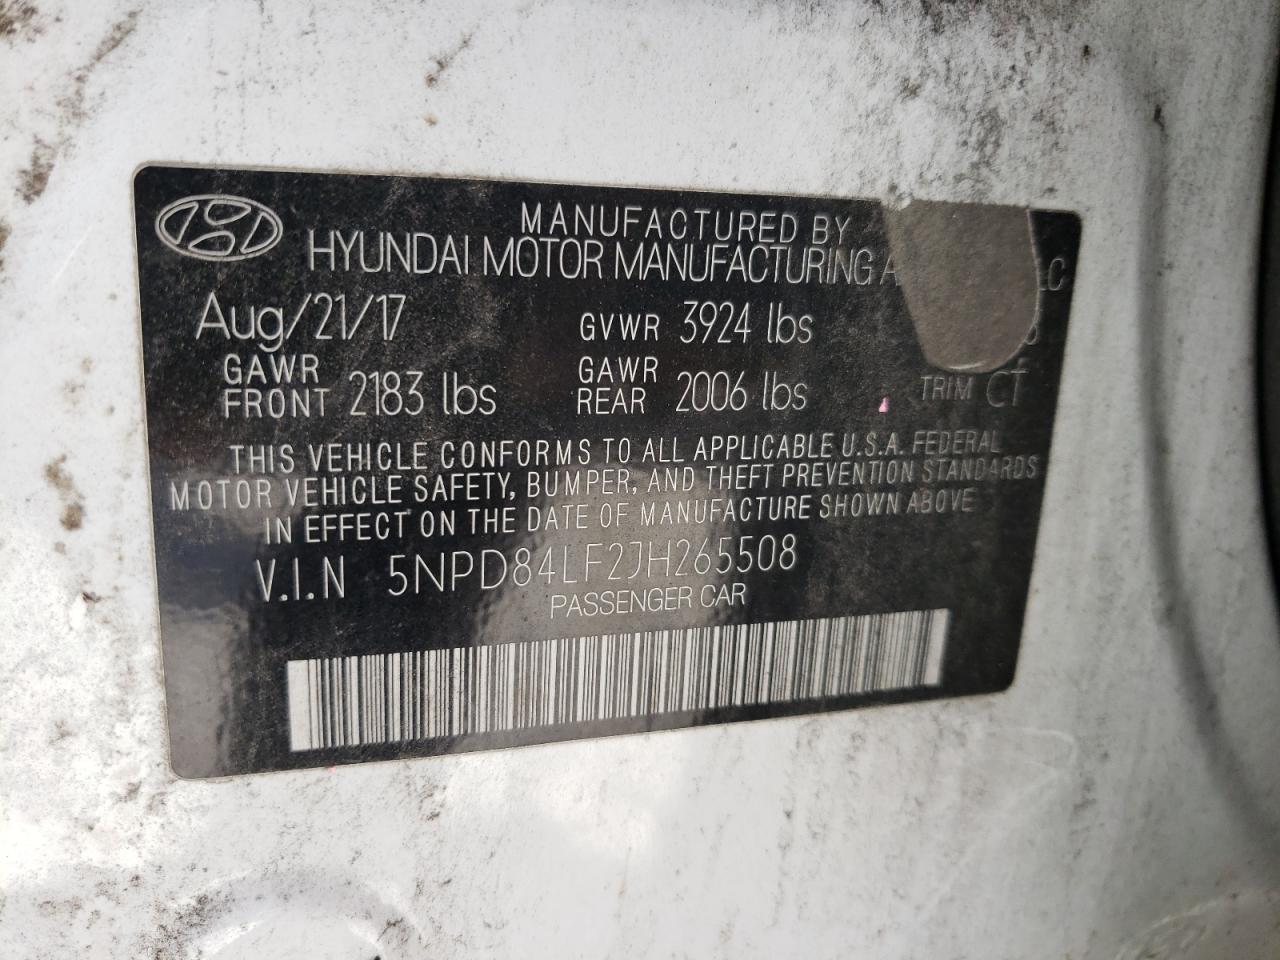 MANUFACTURED BY
HYUNDAI MOTOR MANUFACTURING
Aug/21/17 GVWR 3924 lbs
GAWR FRONT 2183 lbs GAWR REAR 2006 lbs TRIM CT
THIS VEHICLE CONFORMS TO ALL APPLICABLE U.S.A. FEDERAL
MOTOR VEHICLE SAFETY, BUMPER, AND THEFT PREVENTION STANDARDS
IN EFFECT ON THE DATE OF MANUFACTURE SHOWN ABOVE
V.I.N 5NPD84LF2JH265508
PASSENGER CAR